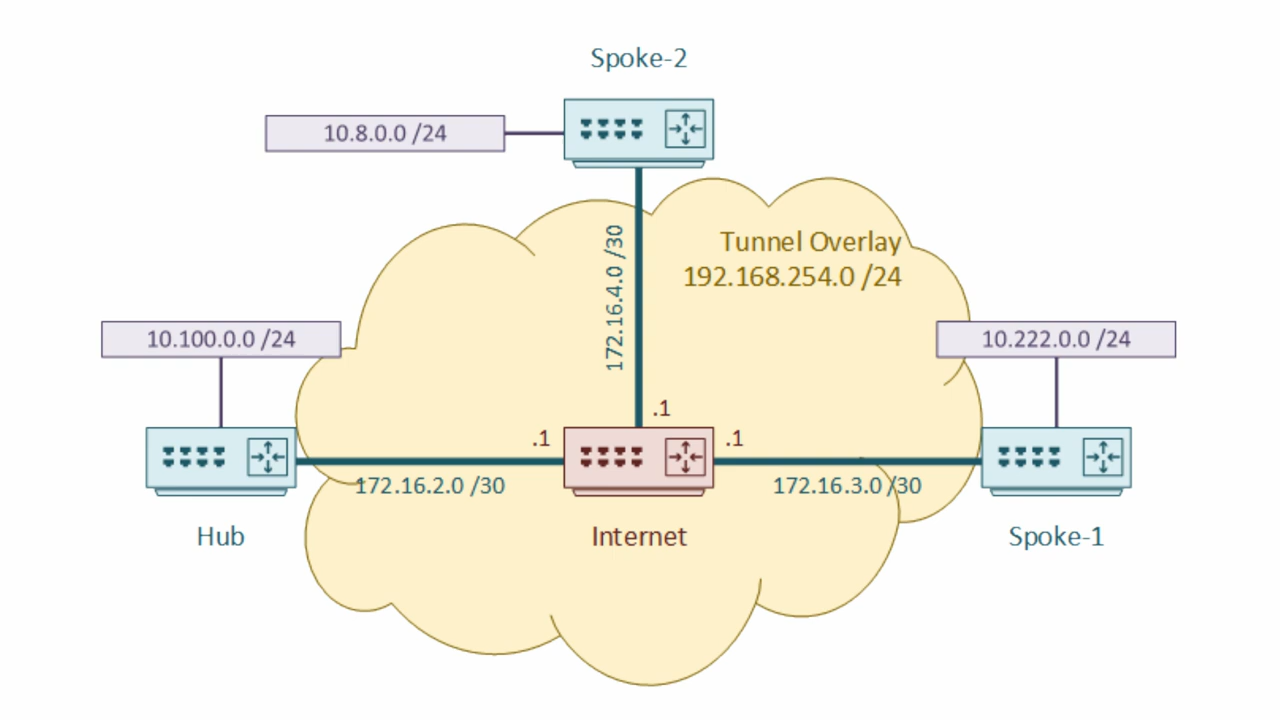 Spoke-2
10.8.0.0 /24
172.16.4.0 /30
Tunnel Overlay
192.168.254.0 /24
10.100.0.0 /24
10.222.0.0 /24
.1
.1
.1
172.16.2.0 /30
172.16.3.0 /30
Hub
Internet
Spoke-1